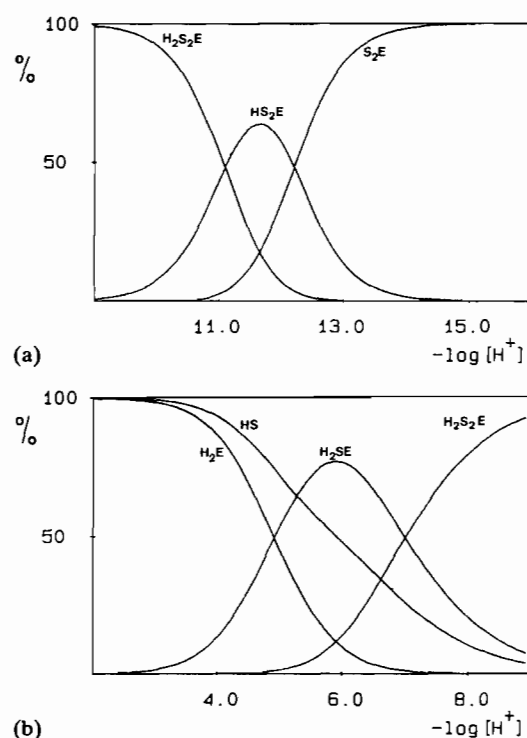 100
%
50
H₂S₂E
S₂E
HS₂E
11.0 13.0 15.0
-log [H⁺]
(a)
100
%
50
HS
H₂E
H₂SE
H₂S₂E
4.0 6.0 8.0
-log [H⁺]
(b)